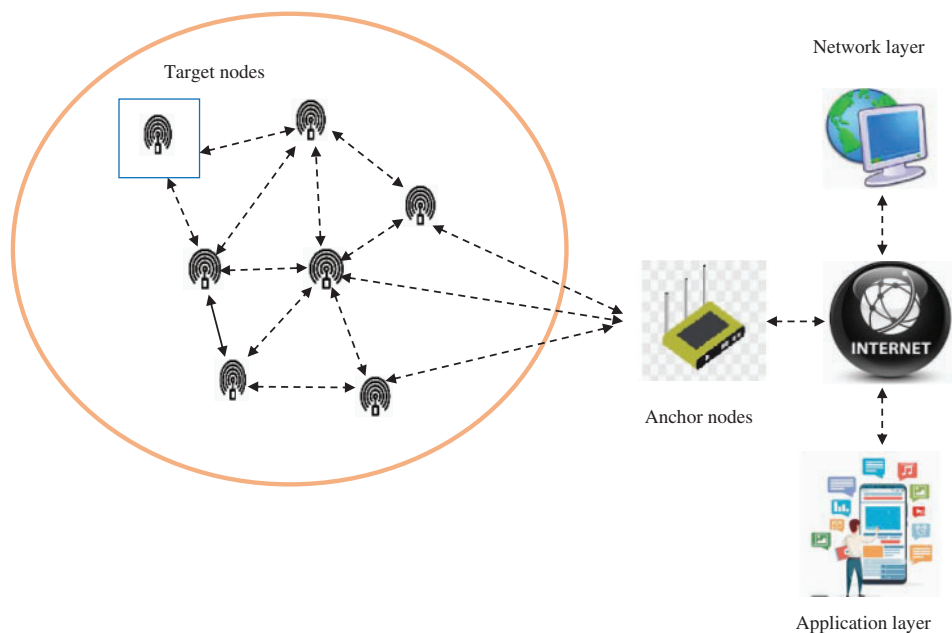 Network layer
Target nodes
INTERNET
Anchor nodes
Application layer